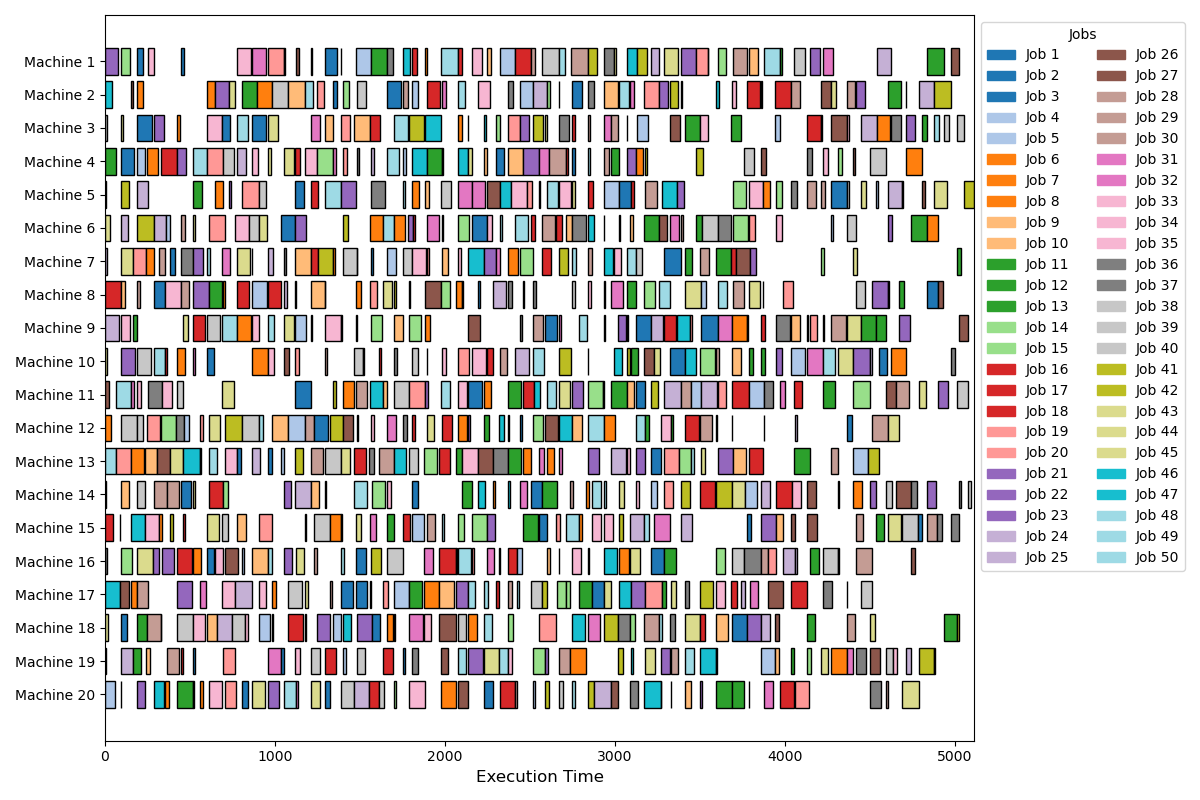 Machine 1
Machine 2
Machine 3
Machine 4
Machine 5
Machine 6
Machine 7
Machine 8
Machine 9
Machine 10
Machine 11
Machine 12
Machine 13
Machine 14
Machine 15
Machine 16
Machine 17
Machine 18
Machine 19
Machine 20
0 1000 2000 3000 4000 5000
Execution Time
Jobs
Job 1
Job 2
Job 3
Job 4
Job 5
Job 6
Job 7
Job 8
Job 9
Job 10
Job 11
Job 12
Job 13
Job 14
Job 15
Job 16
Job 17
Job 18
Job 19
Job 20
Job 21
Job 22
Job 23
Job 24
Job 25
Job 26
Job 27
Job 28
Job 29
Job 30
Job 31
Job 32
Job 33
Job 34
Job 35
Job 36
Job 37
Job 38
Job 39
Job 40
Job 41
Job 42
Job 43
Job 44
Job 45
Job 46
Job 47
Job 48
Job 49
Job 50